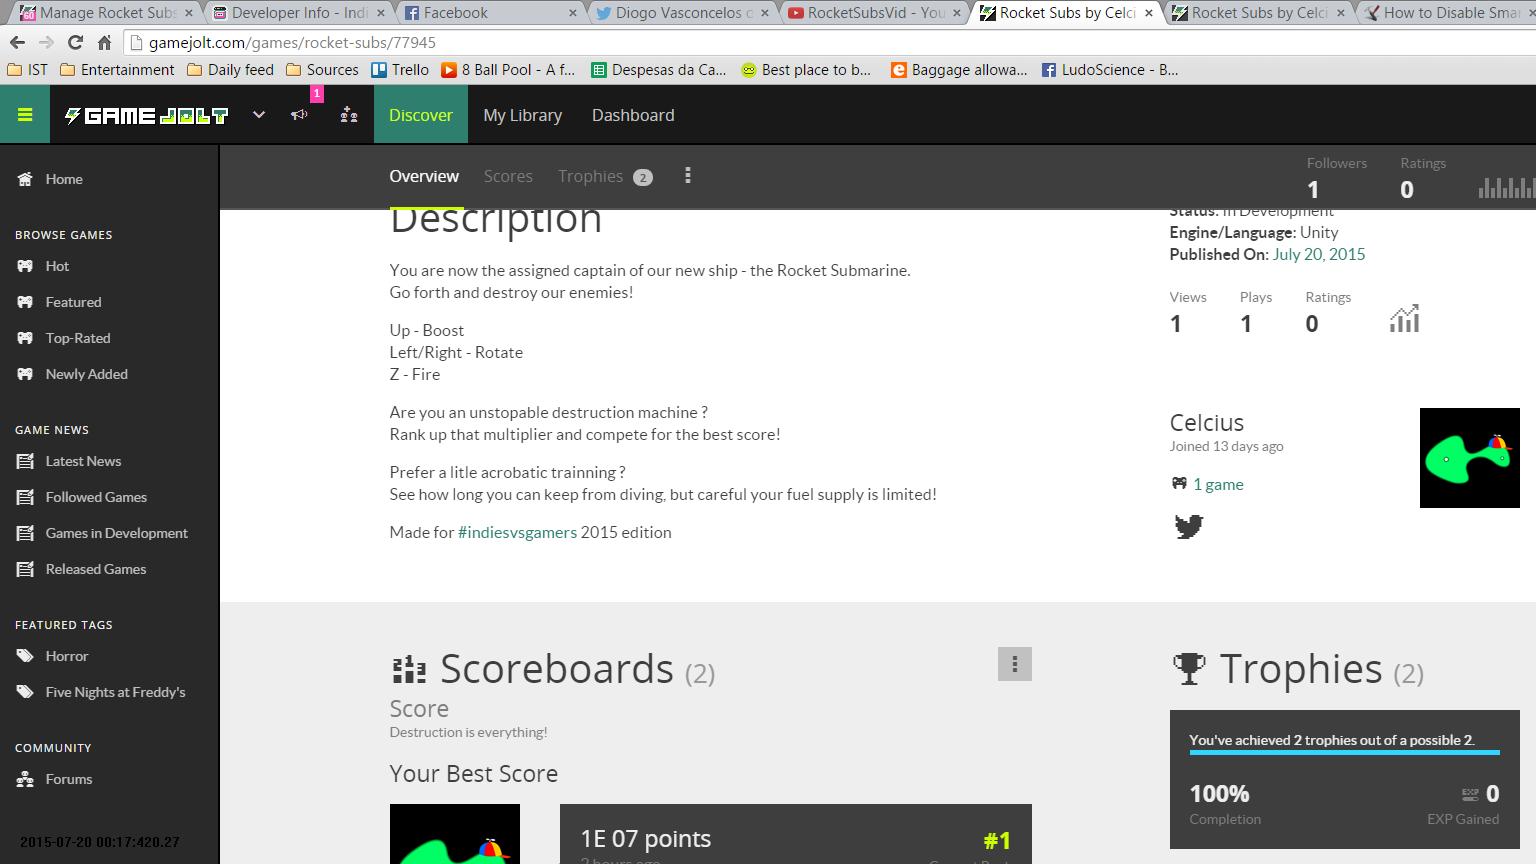 Manage Rocket Subs
Developer Info - Indi
Facebook
Diogo Vasconcelos
RocketSubsVid - You
Rocket Subs by Celci
Rocket Subs by Celci
How to Disable Smar
gamejolt.com/games/rocket-subs/77945
IST
Entertainment
Daily feed
Sources
Trello
8 Ball Pool - A f...
Despesas da Ca...
Best place to b...
Baggage allowa...
LudoScience - B...
GAME JOLT
1
Discover
My Library
Dashboard
Home
BROWSE GAMES
Hot
Featured
Top-Rated
Newly Added
GAME NEWS
Latest News
Followed Games
Games in Development
Released Games
FEATURED TAGS
Horror
Five Nights at Freddy's
COMMUNITY
Forums
2015-07-20 00:17:420.27
Overview
Scores
Trophies 2
Followers
1
Ratings
0
Description
You are now the assigned captain of our new ship - the Rocket Submarine.
Go forth and destroy our enemies!
Up - Boost
Left/Right - Rotate
Z - Fire
Are you an unstopable destruction machine ?
Rank up that multiplier and compete for the best score!
Prefer a litle acrobatic trainning ?
See how long you can keep from diving, but careful your fuel supply is limited!
Made for #indiesvsgamers 2015 edition
Status: In Development
Engine/Language: Unity
Published On: July 20, 2015
Views
1
Plays
1
Ratings
0
Celcius
Joined 13 days ago
1 game
Scoreboards (2)
Score
Destruction is everything!
Your Best Score
1E 07 points
#1
2 hours ago
Trophies (2)
You've achieved 2 trophies out of a possible 2.
100%
Completion
EXP 0
EXP Gained